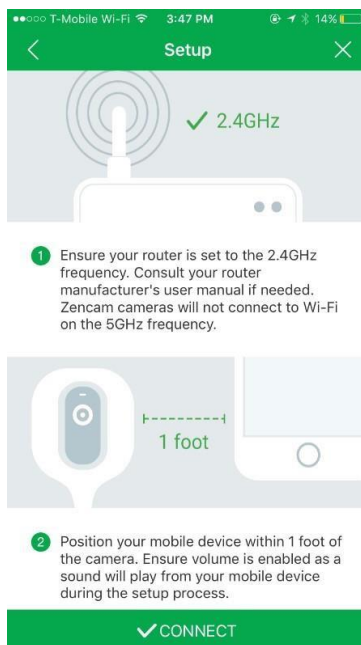 ●●○○○ T-Mobile Wi-Fi 3:47 PM 14%
Setup
2.4GHz
1 Ensure your router is set to the 2.4GHz
frequency. Consult your router
manufacturer's user manual if needed.
Zencam cameras will not connect to Wi-Fi
on the 5GHz frequency.
1 foot
2 Position your mobile device within 1 foot of
the camera. Ensure volume is enabled as a
sound will play from your mobile device
during the setup process.
CONNECT